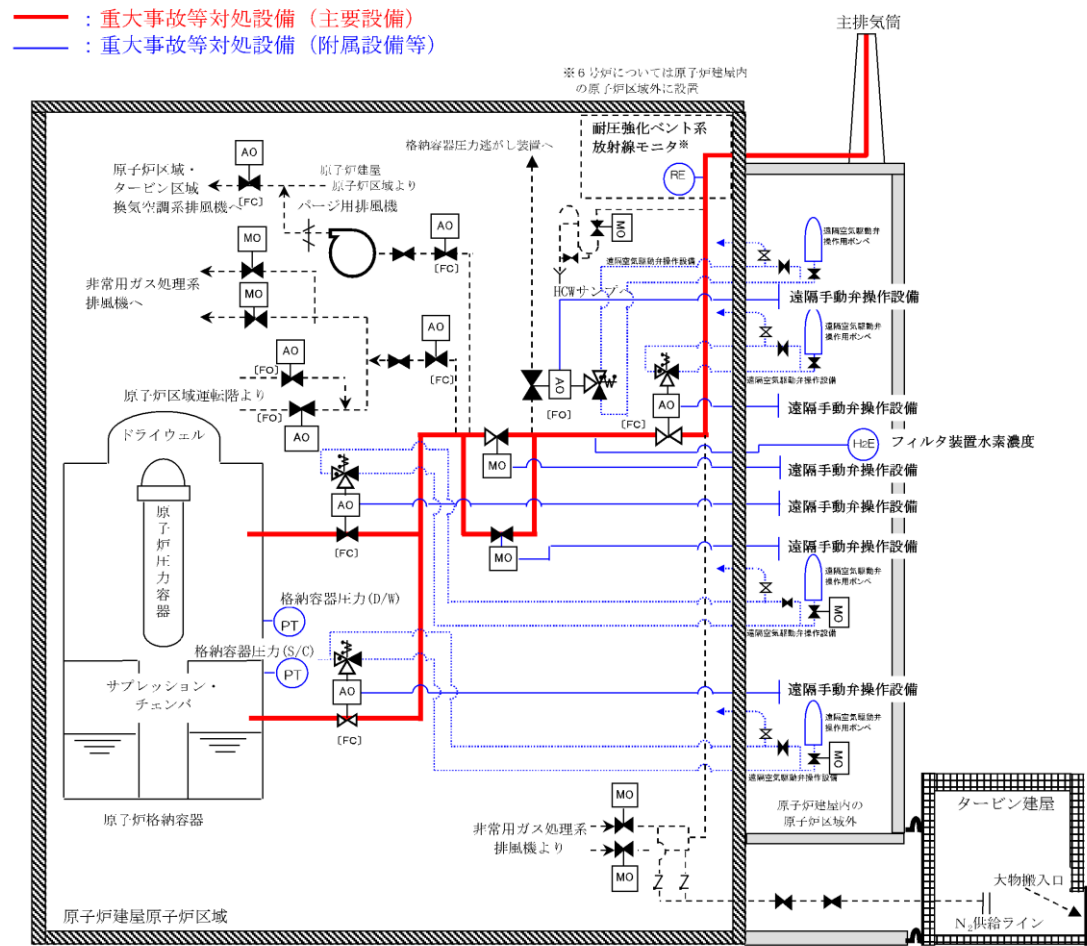 ：重大事故等対処設備（主要設備）
：重大事故等対処設備（附属設備等）
主排気筒
※６号炉については原子炉建屋内
の原子炉区域外に設置
耐圧強化ベント系
放射線モニタ※
RE
格納容器圧力逃がし装置へ
AO
原子炉区域・
タービン区域
換気空調系排風機へ
[FC]
原子炉建屋
原子炉区域より
パージ用排風機
AO
[FC]
MO
MO
非常用ガス処理系
排風機へ
MO
HCWサンプへ
遠隔空気駆動弁操作設備
遠隔空気駆動弁
操作用ボンベ
遠隔手動弁操作設備
遠隔空気駆動弁
操作用ボンベ
遠隔空気駆動弁操作設備
AO
[FC]
AO
[FO]
AO
[FO]
[FC]
AO
遠隔手動弁操作設備
原子炉区域運転階より
[FO]
AO
ドライウェル
H2E
フィルタ装置水素濃度
MO
遠隔手動弁操作設備
AO
遠隔手動弁操作設備
[FC]
原子炉圧力容器
MO
遠隔手動弁操作設備
遠隔空気駆動弁
操作用ボンベ
MO
遠隔空気駆動弁操作設備
格納容器圧力(D/W)
PT
格納容器圧力(S/C)
PT
サプレッション・
チェンバ
AO
[FC]
遠隔手動弁操作設備
遠隔空気駆動弁
操作用ボンベ
MO
遠隔空気駆動弁操作設備
原子炉格納容器
MO
非常用ガス処理系
排風機より
MO
原子炉建屋内の
原子炉区域外
タービン建屋
大物搬入口
N₂供給ライン
原子炉建屋原子炉区域